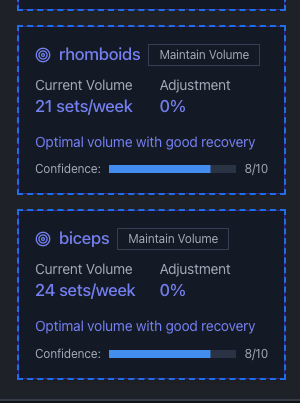 rhomboids Maintain Volume
Current Volume Adjustment
21 sets/week 0%
Optimal volume with good recovery
Confidence: 8/10
biceps Maintain Volume
Current Volume Adjustment
24 sets/week 0%
Optimal volume with good recovery
Confidence: 8/10